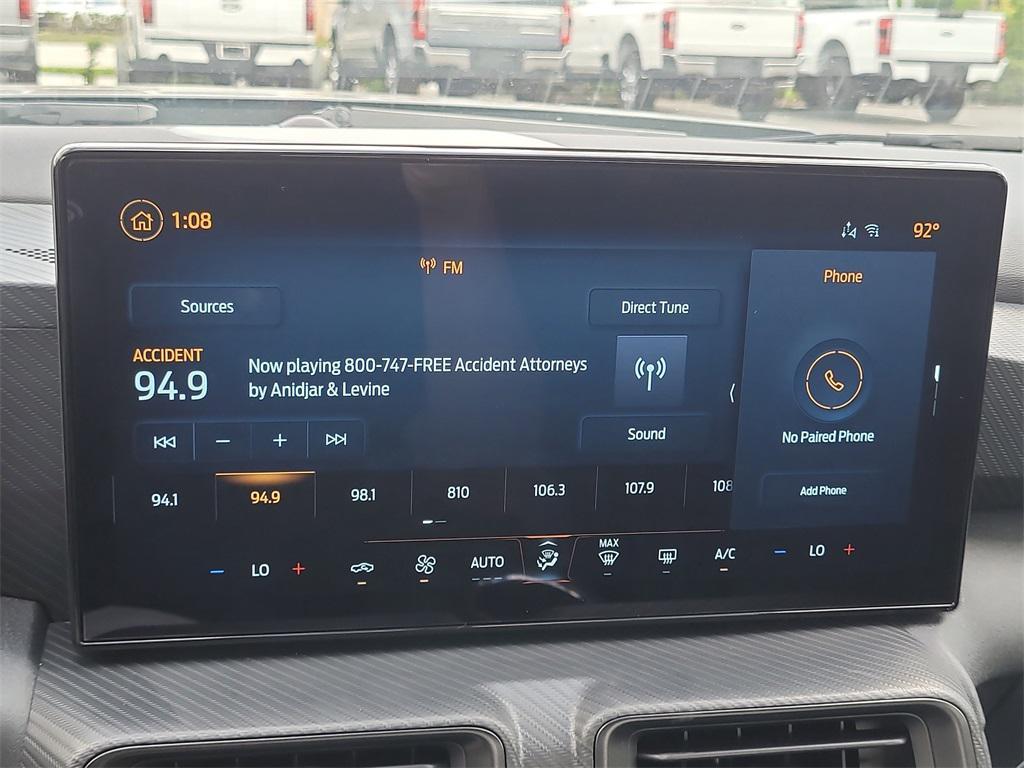 1:08
92°
FM
Phone
Sources
Direct Tune
ACCIDENT
94.9
Now playing 800-747-FREE Accident Attorneys
by Anidjar & Levine
No Paired Phone
Sound
Add Phone
94.1
94.9
98.1
810
106.3
107.9
108
LO
AUTO
MAX
A/C
LO